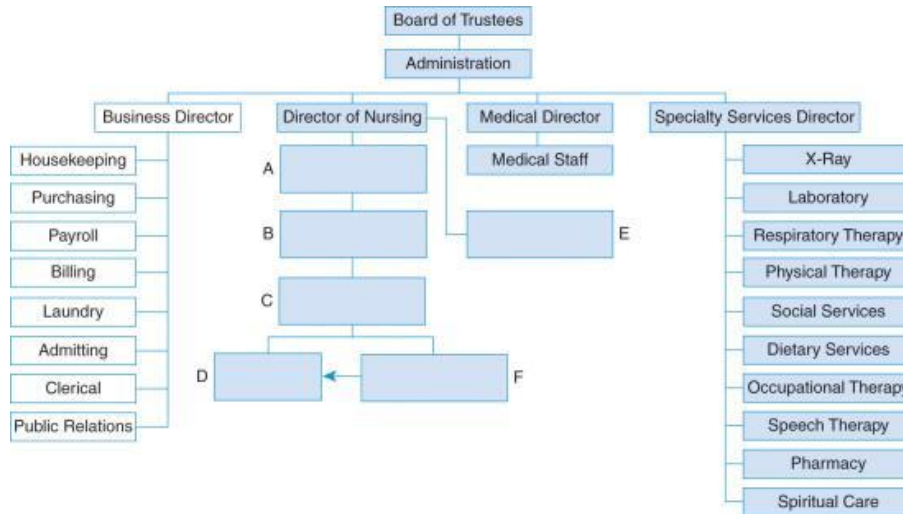 Board of Trustees
Administration
Business Director
Director of Nursing
Medical Director
Specialty Services Director
Housekeeping
Purchasing
Payroll
Billing
Laundry
Admitting
Clerical
Public Relations
A
B
C
D
F
Medical Staff
E
X-Ray
Laboratory
Respiratory Therapy
Physical Therapy
Social Services
Dietary Services
Occupational Therapy
Speech Therapy
Pharmacy
Spiritual Care